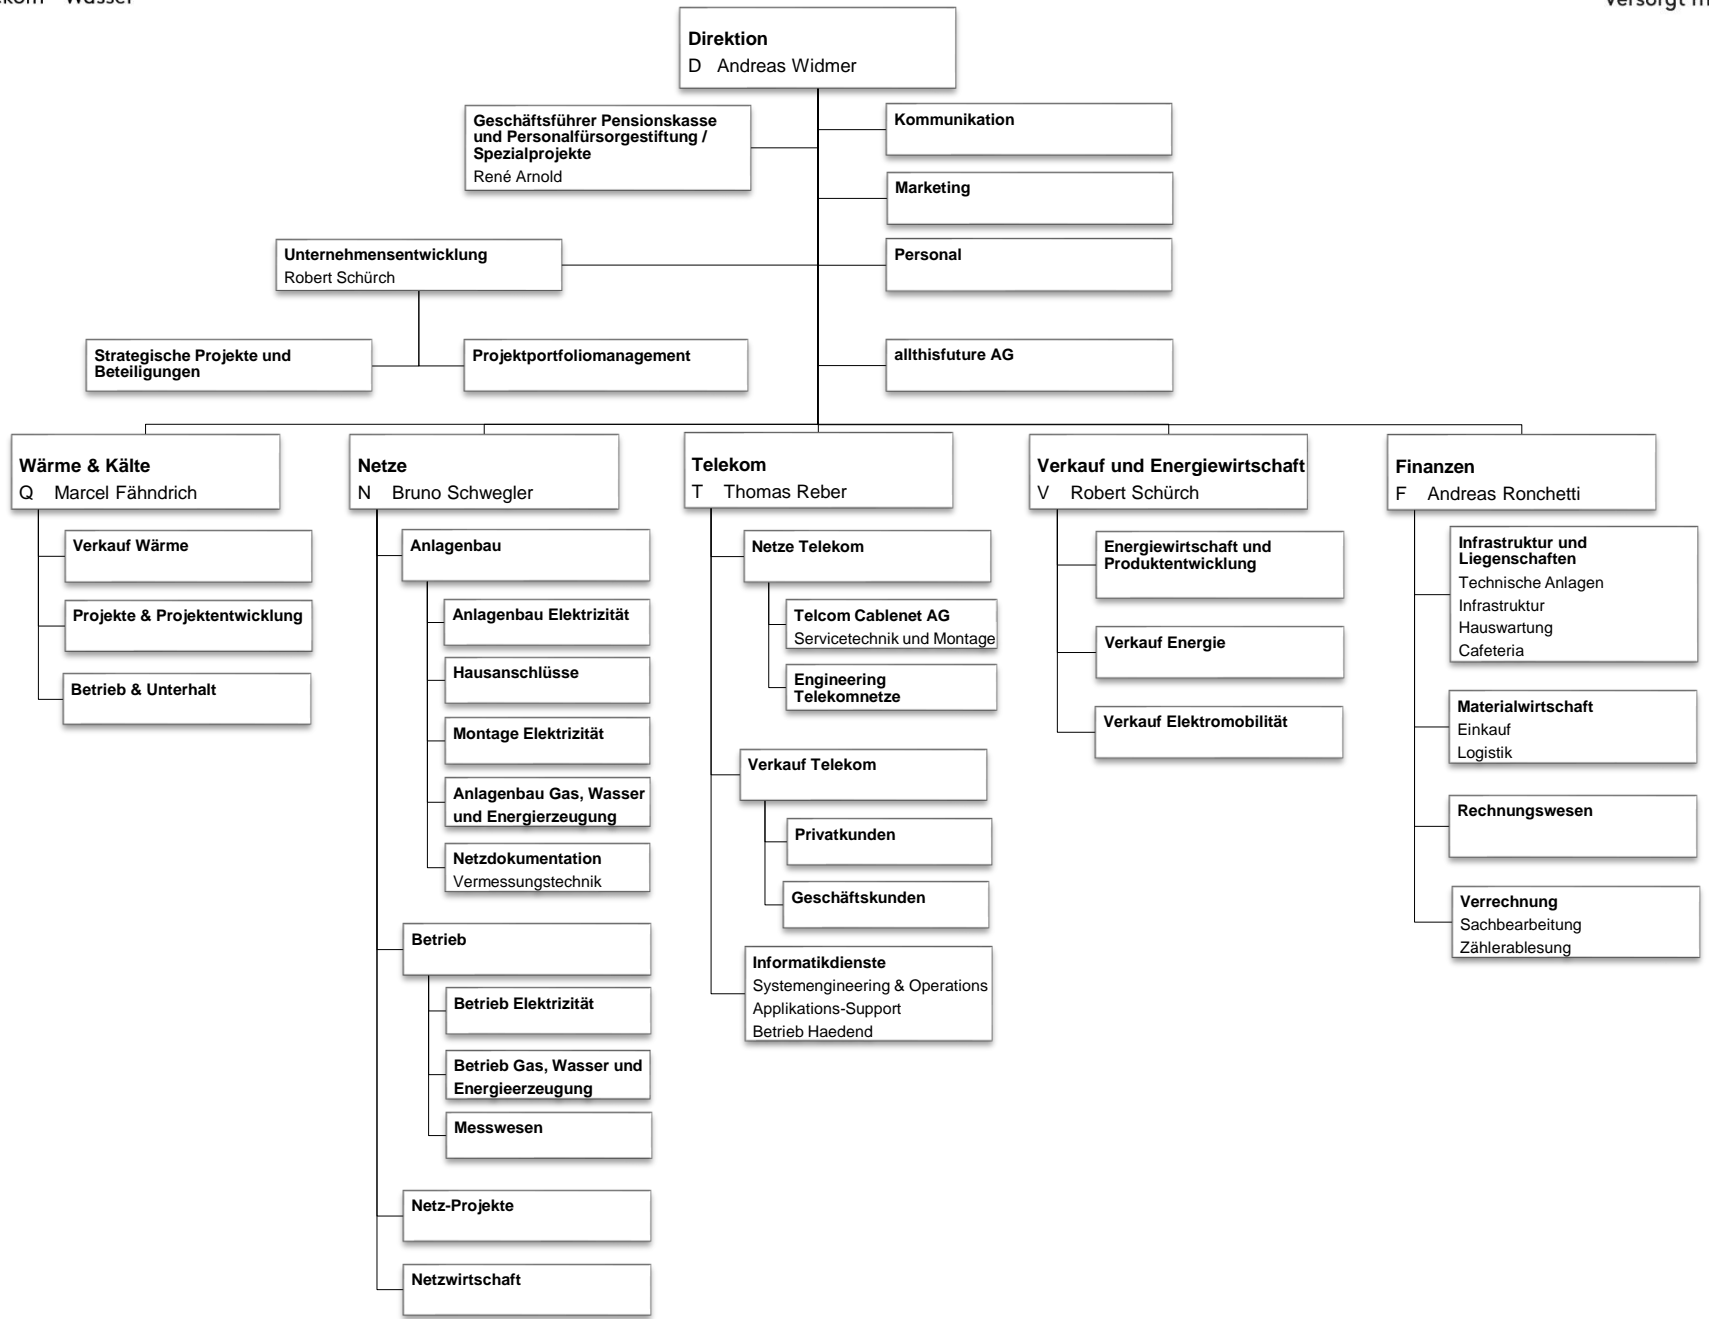 Wasser
Direktion
D Andreas Widmer
Geschäftsführer Pensionskasse
und Personalfürsorgestiftung /
Spezialprojekte
René Arnold
Kommunikation
Marketing
Unternehmensentwicklung
Robert Schürch
Personal
Strategische Projekte und
Beteiligungen
Projektportfoliomanagement
allthisfuture AG
Wärme & Kälte
Q Marcel Fähndrich
Verkauf Wärme
Projekte & Projektentwicklung
Betrieb & Unterhalt
Netze
N Bruno Schwegler
Anlagenbau
Anlagenbau Elektrizität
Hausanschlüsse
Montage Elektrizität
Anlagenbau Gas, Wasser
und Energierzeugung
Netzdokumentation
Vermessungstechnik
Betrieb
Betrieb Elektrizität
Betrieb Gas, Wasser und
Energieerzeugung
Messwesen
Netz-Projekte
Netzwirtschaft
Telekom
T Thomas Reber
Netze Telekom
Telcom Cablenet AG
Servicetechnik und Montage
Engineering
Telekomnetze
Verkauf Telekom
Privatkunden
Geschäftskunden
Informatikdienste
Systemengineering & Operations
Applikations-Support
Betrieb Haedend
Verkauf und Energiewirtschaft
V Robert Schürch
Energiewirtschaft und
Produktentwicklung
Verkauf Energie
Verkauf Elektromobilität
Finanzen
F Andreas Ronchetti
Infrastruktur und
Liegenschaften
Technische Anlagen
Infrastruktur
Hauswartung
Cafeteria
Materialwirtschaft
Einkauf
Logistik
Rechnungswesen
Verrechnung
Sachbearbeitung
Zählerablesung